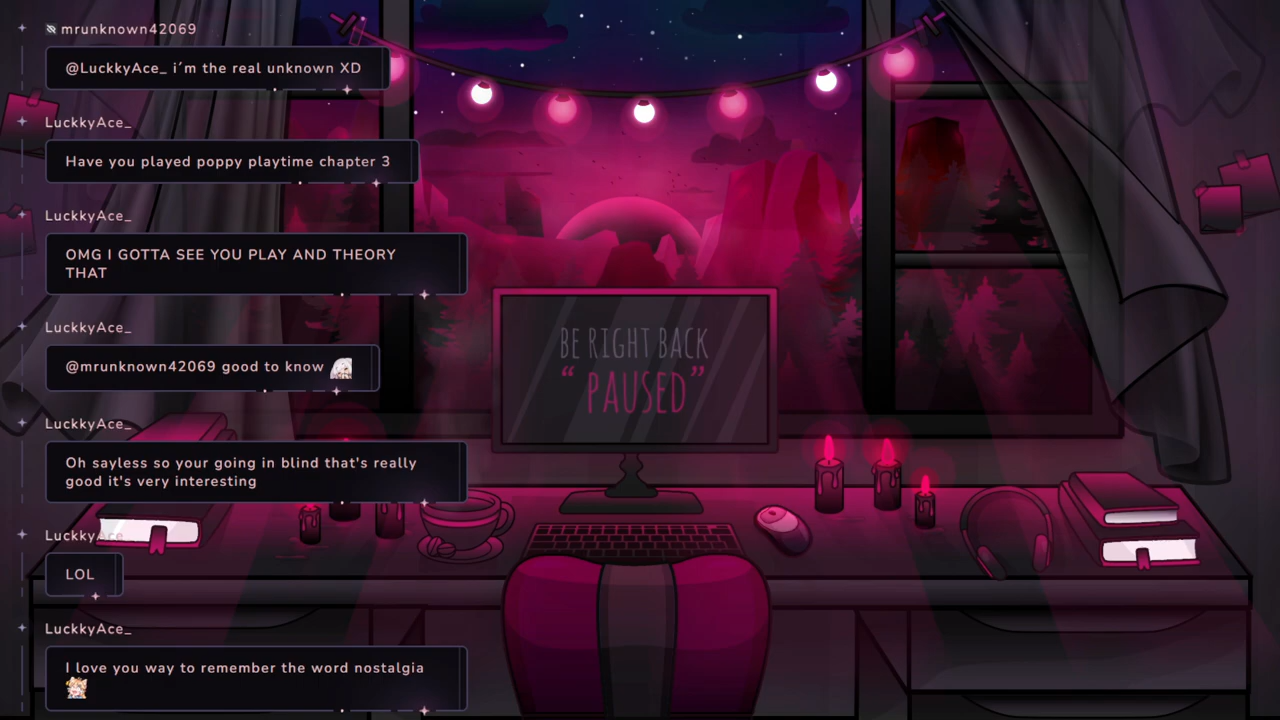 mrunknown42069
@LuckkyAce_ i´m the real unknown XD
LuckkyAce_
Have you played poppy playtime chapter 3
LuckkyAce_
OMG I GOTTA SEE YOU PLAY AND THEORY
THAT
LuckkyAce_
@mrunknown42069 good to know
LuckkyAce_
Oh sayless so your going in blind that's really
good it's very interesting
LuckkyAce_
LOL
LuckkyAce_
I love you way to remember the word nostalgia
BE RIGHT BACK
“ PAUSED”